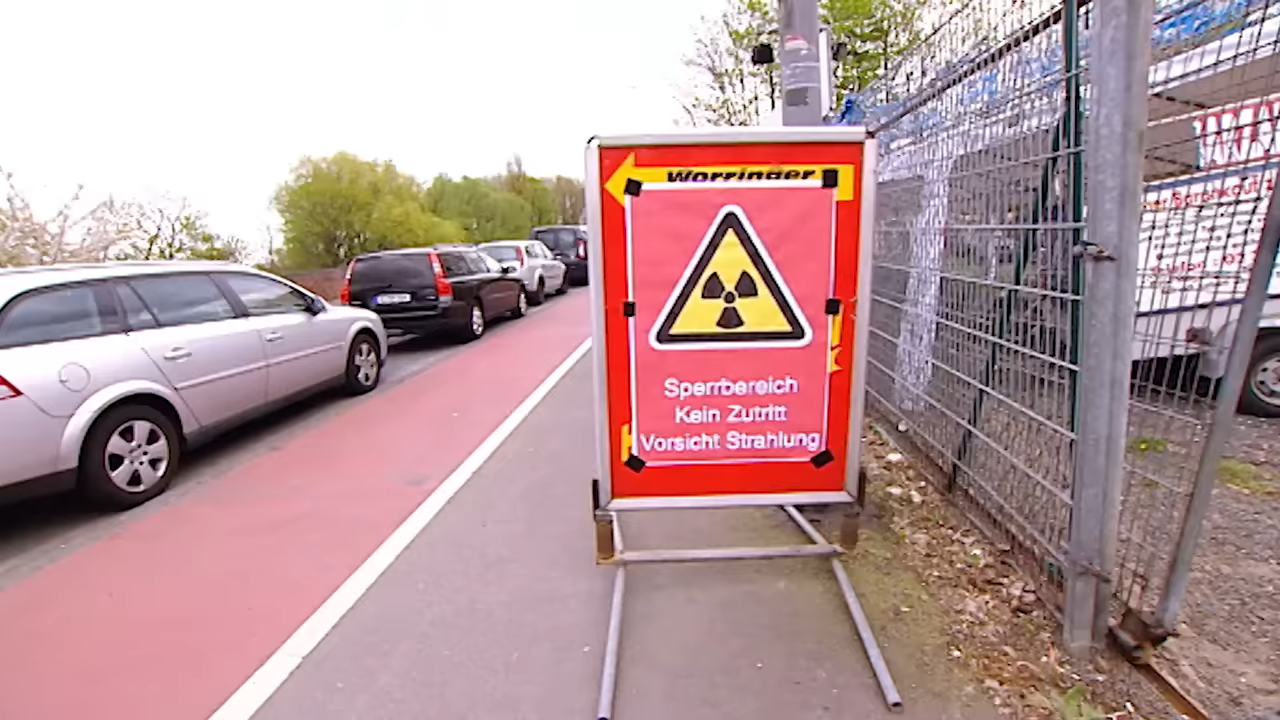 Worringer
Sperrbereich
Kein Zutritt
Vorsicht Strahlung